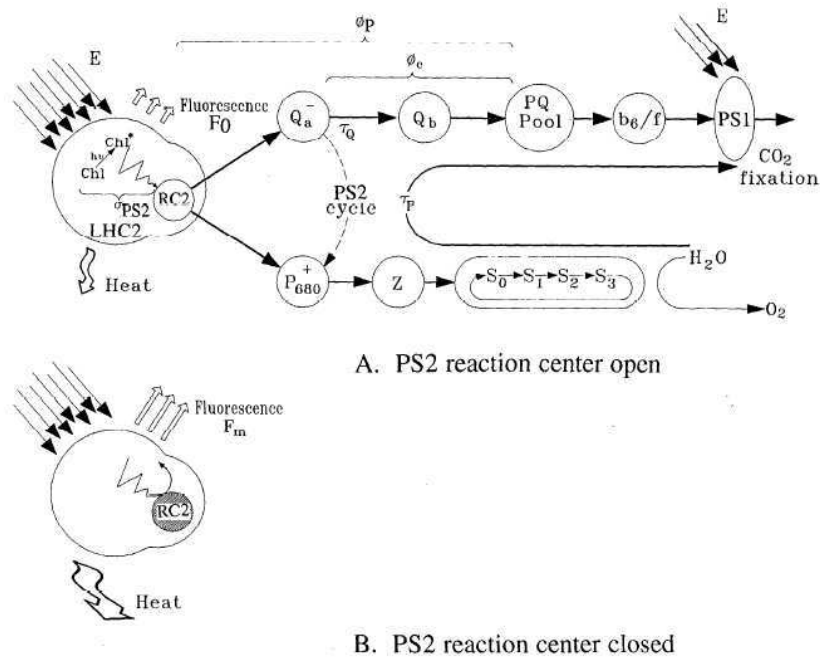 ϕP
E
E
ϕe
Fluorescence
F0
Qa-
τQ
Qb
PQ
Pool
b6/f
PS1
hυ
Chl*
Chl
σPS2
RC2
LHC2
PS2
cycle
τP
CO2
fixation
Heat
P680+
Z
S0 S1 S2 S3
H2O
O2
A. PS2 reaction center open
Fluorescence
Fm
RC2
Heat
B. PS2 reaction center closed